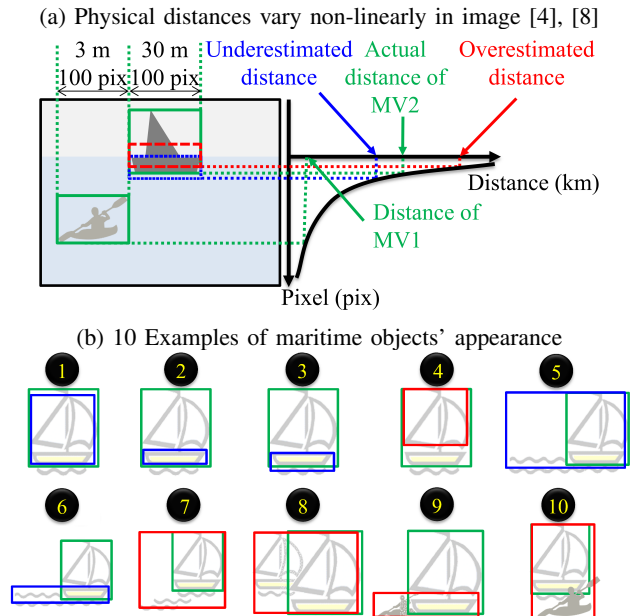 (a) Physical distances vary non-linearly in image [4], [8]
3 m 30 m Underestimated Actual Overestimated
100 pix 100 pix distance distance of distance
MV2
Distance (km)
Distance of
MV1
Pixel (pix)
(b) 10 Examples of maritime objects’ appearance
1 2 3 4 5
6 7 8 9 10